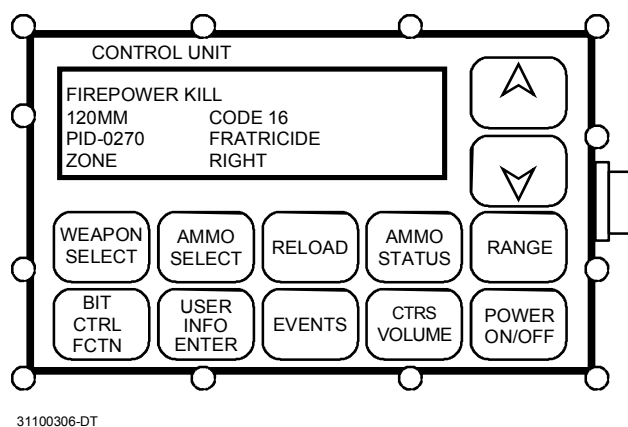 CONTROL UNIT
FIREPOWER KILL
120MM CODE 16
PID-0270 FRATRICIDE
ZONE RIGHT
WEAPON
SELECT
AMMO
SELECT
RELOAD
AMMO
STATUS
RANGE
BIT
CTRL
FCTN
USER
INFO
ENTER
EVENTS
CTRS
VOLUME
POWER
ON/OFF
31100306-DT